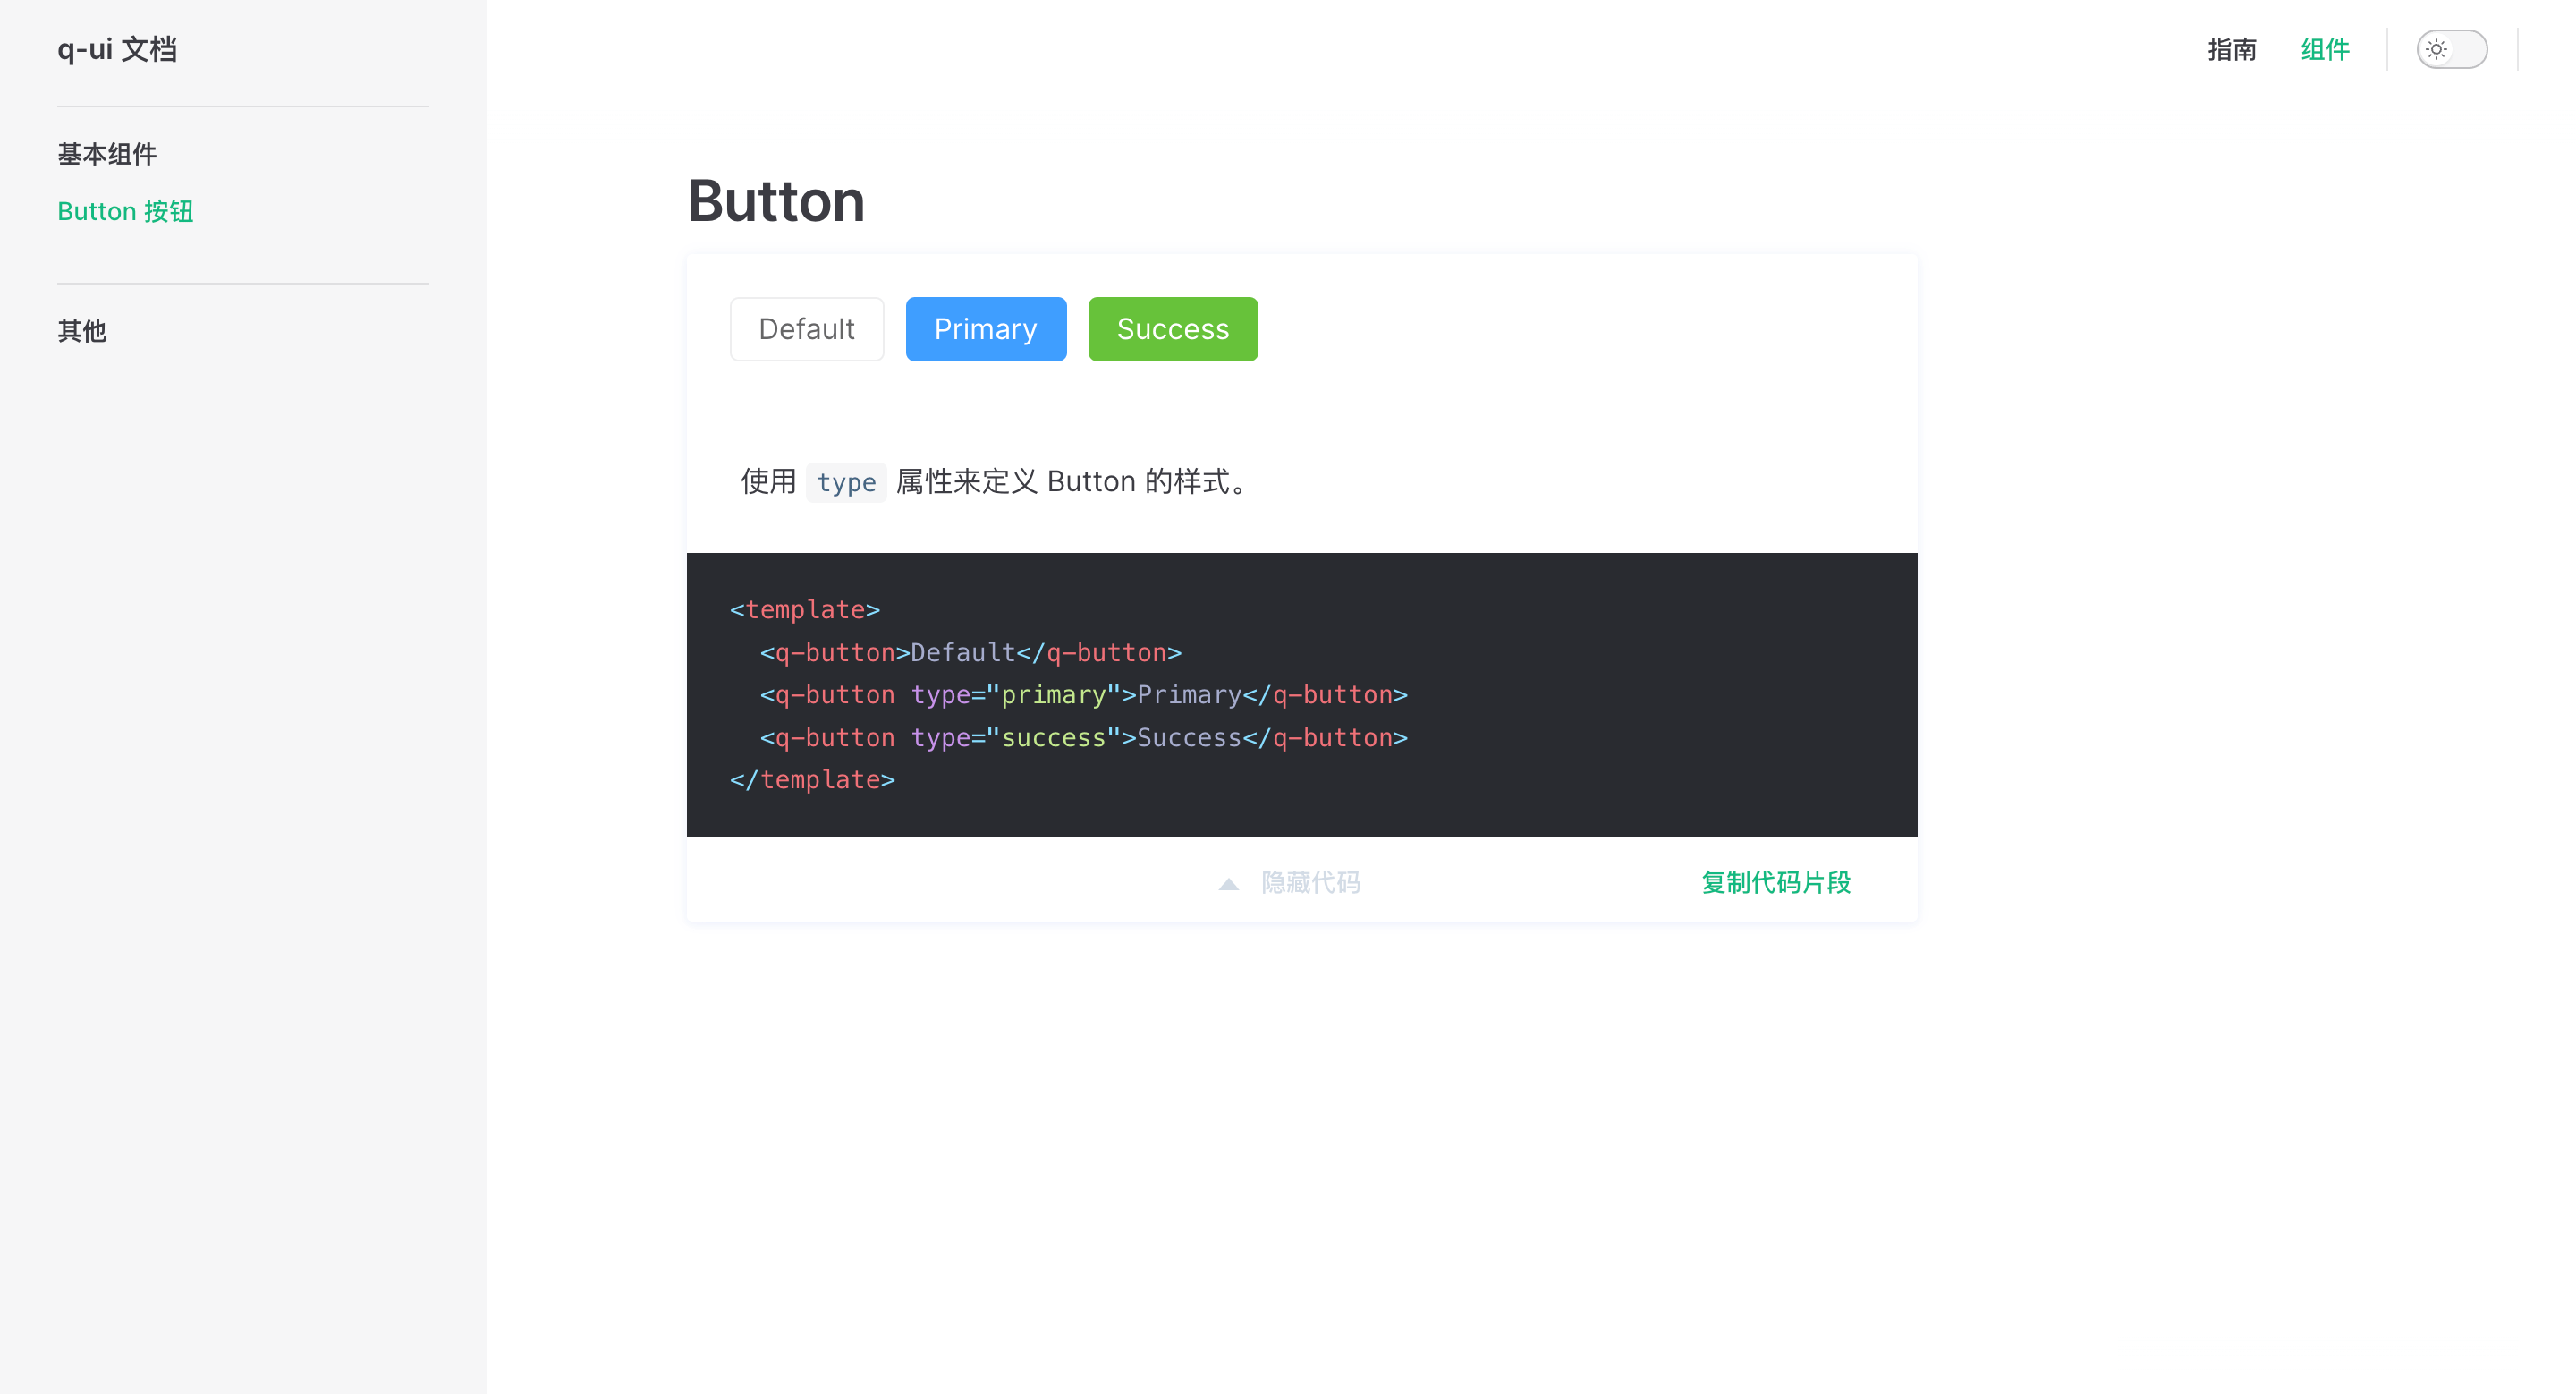 q-ui 文档
基本组件
Button 按钮
其他
指南 组件
Button
Default Primary Success
使用 type 属性来定义 Button 的样式。
<template>
  <q-button>Default</q-button>
  <q-button type="primary">Primary</q-button>
  <q-button type="success">Success</q-button>
</template>
隐藏代码 复制代码片段